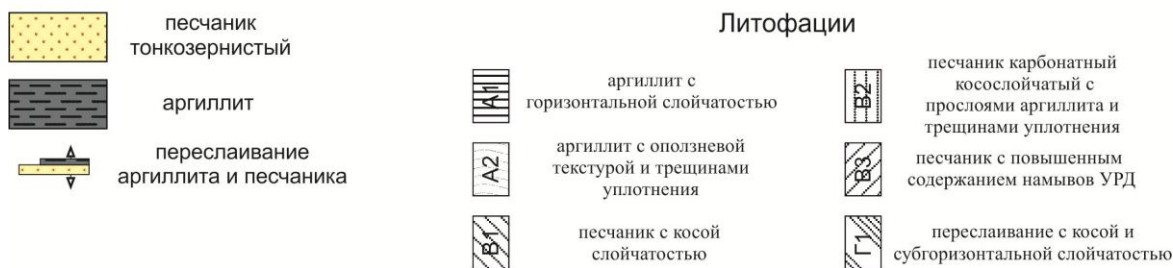 песчаник
тонкозернистый
аргиллит
переслаивание
аргиллита и песчаника
Литофации
А1
аргиллит с
горизонтальной слойчатостью
А2
аргиллит с оползневой
текстурой и трещинами
уплотнения
В1
песчаник с косой
слойчатостью
В2
песчаник карбонатный
косослойчатый с
прослоями аргиллита и
трещинами уплотнения
В3
песчаник с повышенным
содержанием намывов УРД
Г1
переслаивание с косой и
субгоризонтальной слойчатостью